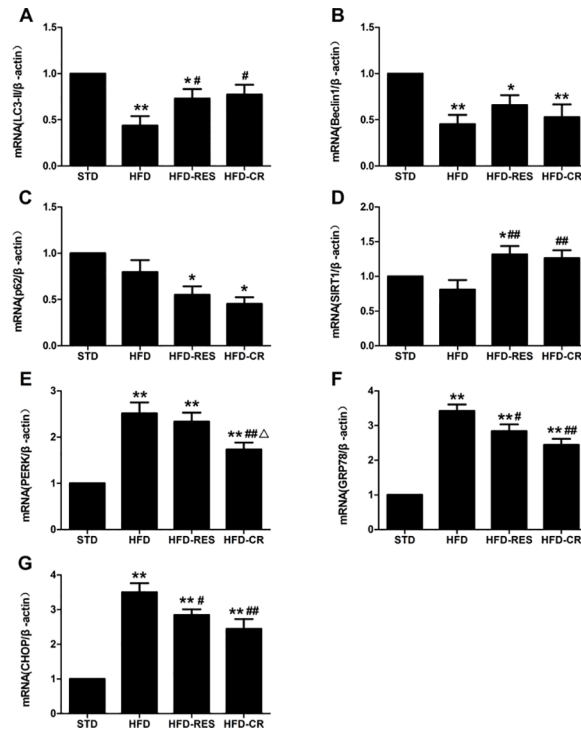 A
mRNA(LC3-II/β-actin)
1.5
1.0
0.5
0.0
**
* #
#
STD HFD HFD-RES HFD-CR
B
mRNA(Beclin1/β-actin)
1.5
1.0
0.5
0.0
**
*
**
STD HFD HFD-RES HFD-CR
C
mRNA(p62/β-actin)
1.5
1.0
0.5
0.0
*
*
STD HFD HFD-RES HFD-CR
D
mRNA(SIRT1/β-actin)
2.0
1.5
1.0
0.5
0.0
* ##
##
STD HFD HFD-RES HFD-CR
E
mRNA(PERK/β-actin)
3
2
1
0
**
**
** ## △
STD HFD HFD-RES HFD-CR
F
mRNA(GRP78/β-actin)
4
3
2
1
0
**
** #
** ##
STD HFD HFD-RES HFD-CR
G
mRNA(CHOP/β-actin)
4
3
2
1
0
**
** #
** ##
STD HFD HFD-RES HFD-CR